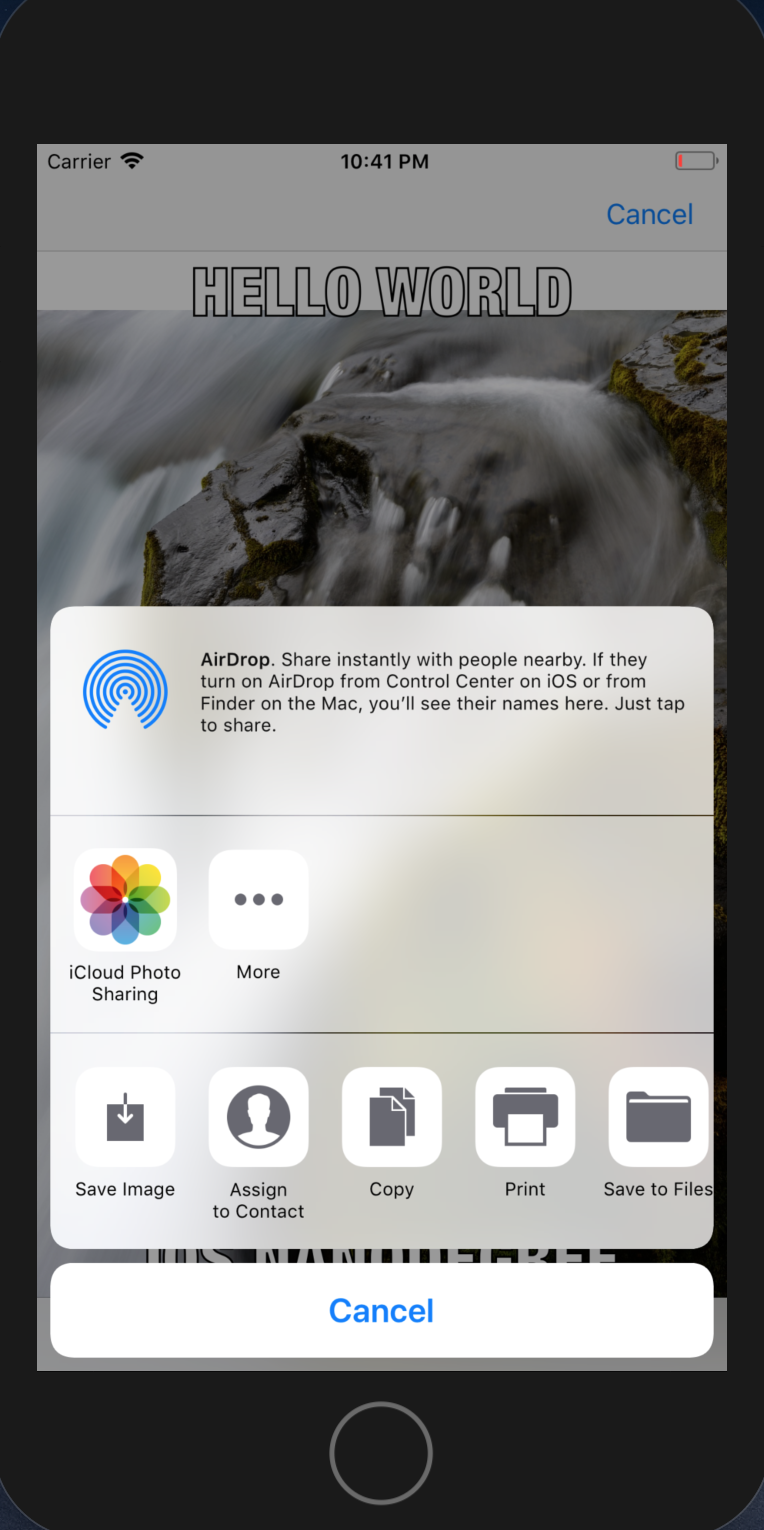 Carrier 10:41 PM
Cancel
HELLO WORLD
AirDrop. Share instantly with people nearby. If they
turn on AirDrop from Control Center on iOS or from
Finder on the Mac, you’ll see their names here. Just tap
to share.
iCloud Photo
Sharing
More
Save Image
Assign
to Contact
Copy
Print
Save to Files
IOS NANODEGREE
Cancel